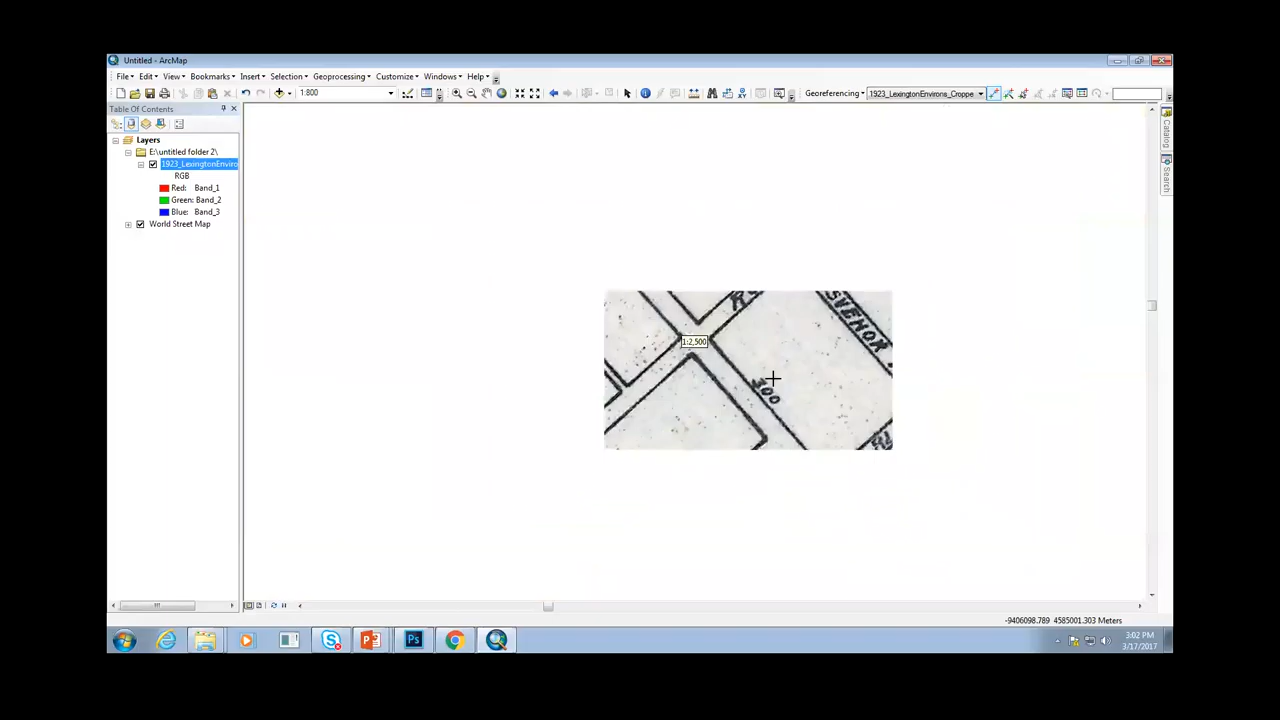 Untitled - ArcMap
File Edit View Bookmarks Insert Selection Geoprocessing Customize Windows Help
1:800
Georeferencing 1923_LexingtonEnvirons_Croppe
Table Of Contents
Layers
E:\untitled folder 2\
1923_LexingtonEnviro
RGB
Red: Band_1
Green: Band_2
Blue: Band_3
World Street Map
1:2,500
300
Catalog
Search
-9406098.789 4585001.303 Meters
3:02 PM
3/17/2017